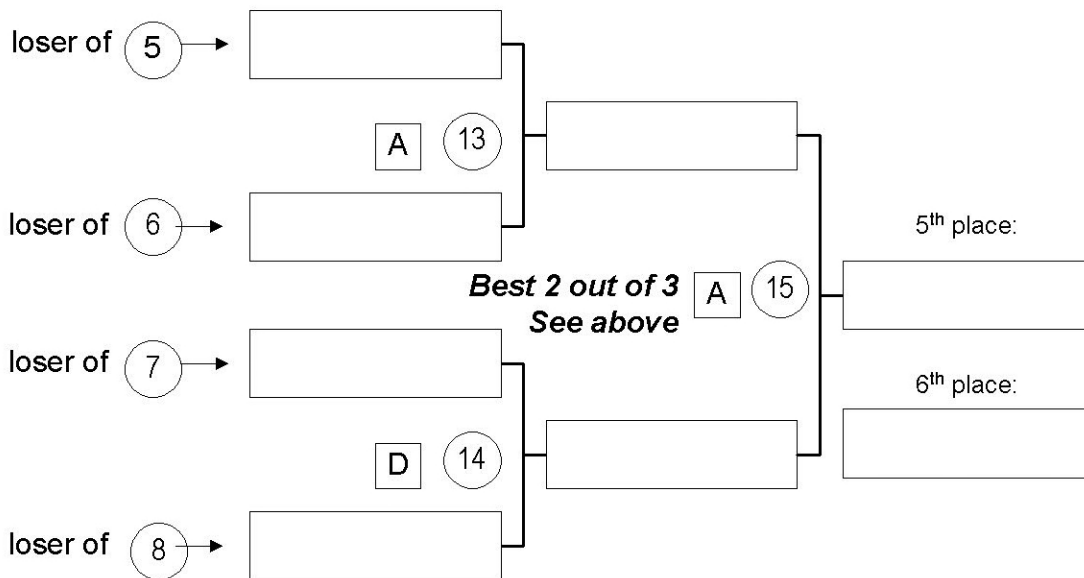 loser of 5
A 13
loser of 6
5th place:
Best 2 out of 3 A 15
See above
loser of 7
6th place:
D 14
loser of 8